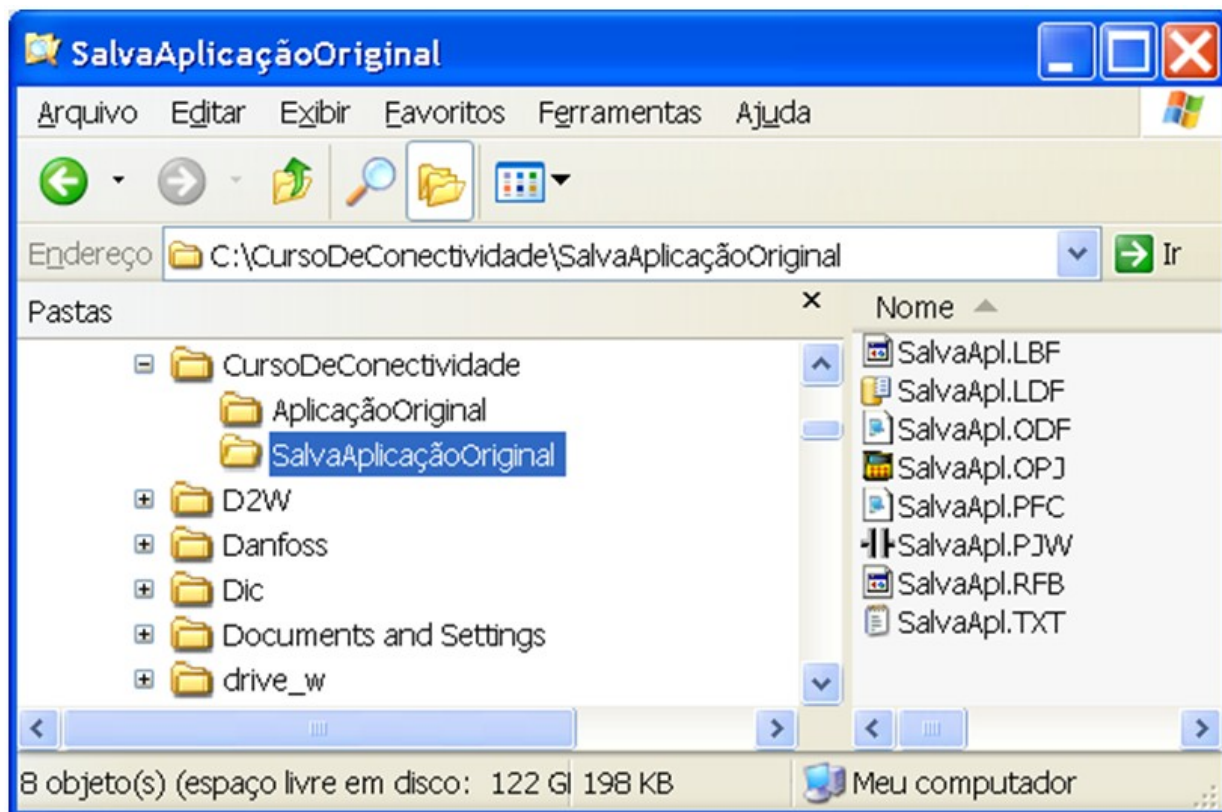 SalvaAplicaçãoOriginal
Arquivo Editar Exibir Favoritos Ferramentas Ajuda
Endereço C:\CursoDeConectividade\SalvaAplicaçãoOriginal Ir
Pastas
CursoDeConectividade
AplicaçãoOriginal
SalvaAplicaçãoOriginal
D2W
Danfoss
Dic
Documents and Settings
drive_w
Nome
SalvaApl.LBF
SalvaApl.LDF
SalvaApl.ODF
SalvaApl.OPJ
SalvaApl.PFC
SalvaApl.PJW
SalvaApl.RFB
SalvaApl.TXT
8 objeto(s) (espaço livre em disco: 122 G 198 KB Meu computador